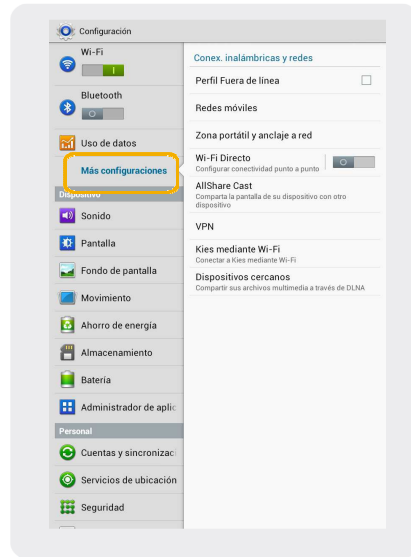 Configuración
Wi-Fi
I
Bluetooth
O
Uso de datos
Más configuraciones
Dispositivo
Sonido
Pantalla
Fondo de pantalla
Movimiento
Ahorro de energía
Almacenamiento
Batería
Administrador de aplic
Personal
Cuentas y sincronizaci
Servicios de ubicación
Seguridad
Conex. inalámbricas y redes
Perfil Fuera de línea
Redes móviles
Zona portátil y anclaje a red
Wi-Fi Directo
Configurar conectividad punto a punto
O
AllShare Cast
Comparta la pantalla de su dispositivo con otro
dispositivo
VPN
Kies mediante Wi-Fi
Conectar a Kies mediante Wi-Fi
Dispositivos cercanos
Compartir sus archivos multimedia a través de DLNA